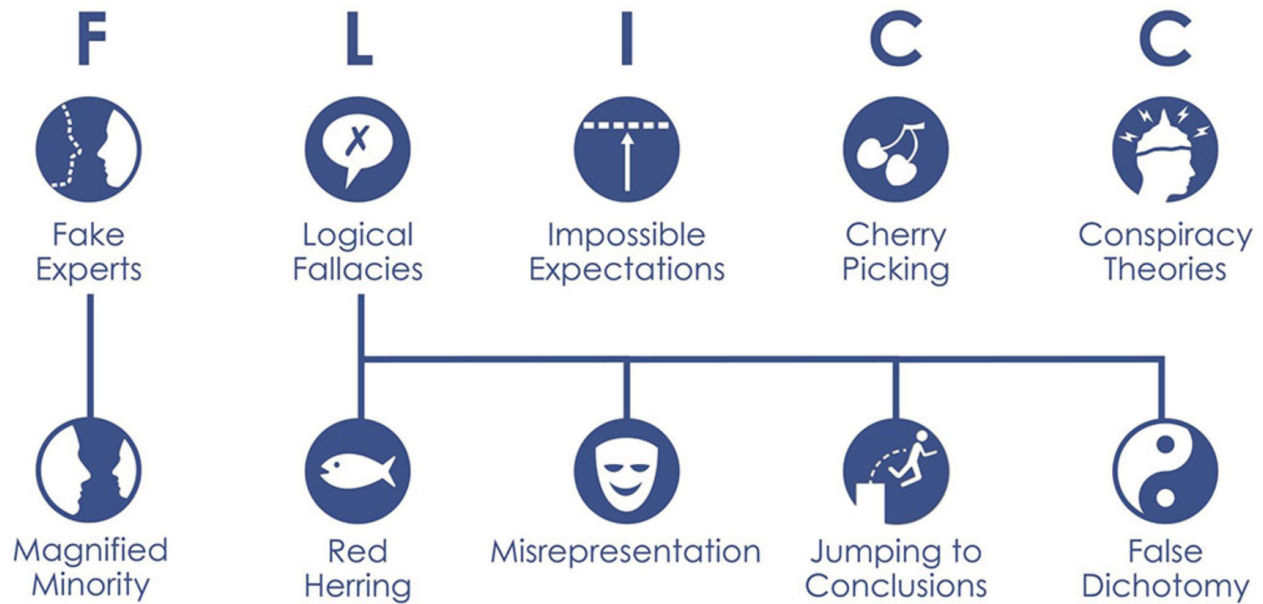 F L I C C
Fake
Experts
Logical
Fallacies
Impossible
Expectations
Cherry
Picking
Conspiracy
Theories
Magnified
Minority
Red
Herring
Misrepresentation
Jumping to
Conclusions
False
Dichotomy